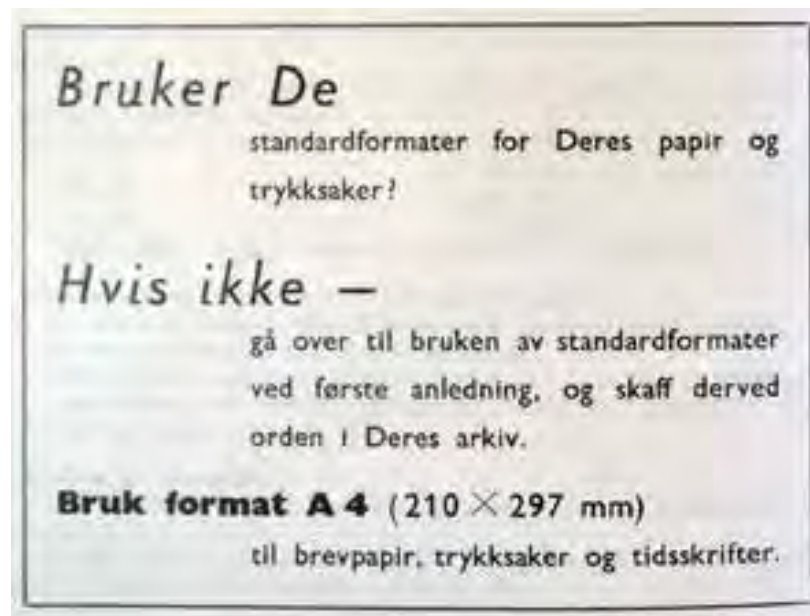 Bruker De
standardformater for Deres papir og
trykksaker?
Hvis ikke —
gå over til bruken av standardformater
ved første anledning, og skaff derved
orden i Deres arkiv.
Bruk format A 4 (210 × 297 mm)
til brevpapir, trykksaker og tidsskrifter.